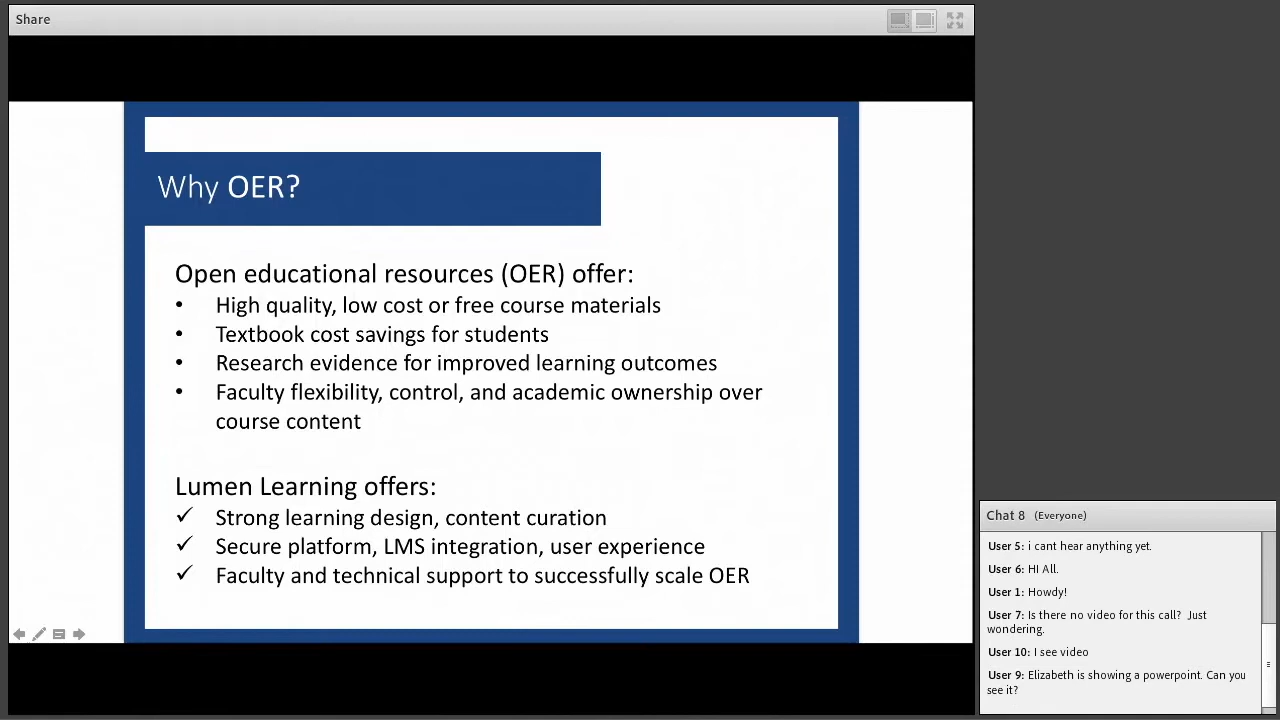 Share
Why OER?
Open educational resources (OER) offer:
• High quality, low cost or free course materials
• Textbook cost savings for students
• Research evidence for improved learning outcomes
• Faculty flexibility, control, and academic ownership over
course content
Lumen Learning offers:
✓ Strong learning design, content curation
✓ Secure platform, LMS integration, user experience
✓ Faculty and technical support to successfully scale OER
Chat 8 (Everyone)
User 5: i cant hear anything yet.
User 6: HI All.
User 1: Howdy!
User 7: Is there no video for this call? Just
wondering.
User 10: I see video
User 9: Elizabeth is showing a powerpoint. Can you
see it?